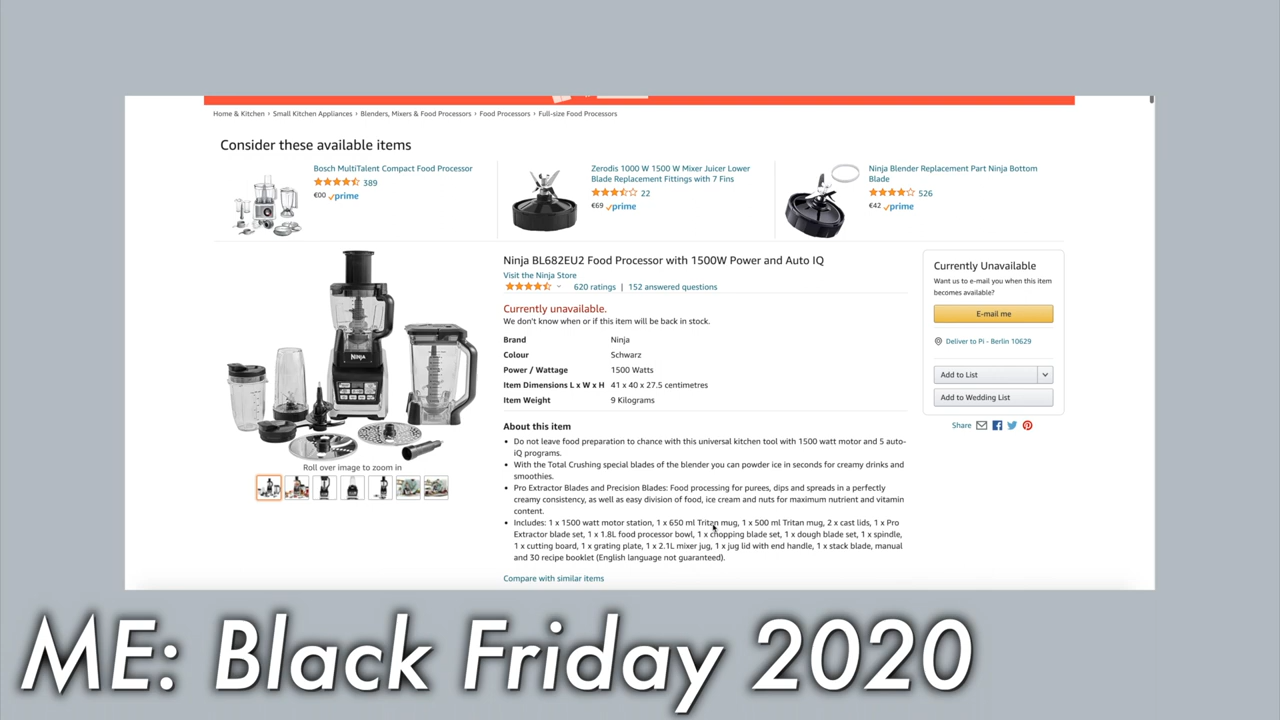 Home & Kitchen › Small Kitchen Appliances › Blenders, Mixers & Food Processors › Food Processors › Full-size Food Processors
Consider these available items
Bosch MultiTalent Compact Food Processor
389
€00 prime
Zerodis 1000 W 1500 W Mixer Juicer Lower
Blade Replacement Fittings with 7 Fins
22
€69 prime
Ninja Blender Replacement Part Ninja Bottom
Blade
526
€42 prime
NINJA
Roll over image to zoom in
Ninja BL682EU2 Food Processor with 1500W Power and Auto IQ
Visit the Ninja Store
620 ratings | 152 answered questions
Currently unavailable.
We don't know when or if this item will be back in stock.
Brand Ninja
Colour Schwarz
Power / Wattage 1500 Watts
Item Dimensions L x W x H 41 x 40 x 27.5 centimetres
Item Weight 9 Kilograms
About this item
• Do not leave food preparation to chance with this universal kitchen tool with 1500 watt motor and 5 auto-
iQ programs.
• With the Total Crushing special blades of the blender you can powder ice in seconds for creamy drinks and
smoothies.
• Pro Extractor Blades and Precision Blades: Food processing for purees, dips and spreads in a perfectly
creamy consistency, as well as easy division of food, ice cream and nuts for maximum nutrient and vitamin
content.
• Includes: 1 x 1500 watt motor station, 1 x 650 ml Tritan mug, 1 x 500 ml Tritan mug, 2 x cast lids, 1 x Pro
Extractor blade set, 1 x 1.8L food processor bowl, 1 x chopping blade set, 1 x dough blade set, 1 x spindle,
1 x cutting board, 1 x grating plate, 1 x 2.1L mixer jug, 1 x jug lid with end handle, 1 x stack blade, manual
and 30 recipe booklet (English language not guaranteed).
Compare with similar items
Currently Unavailable
Want us to e-mail you when this item
becomes available?
E-mail me
Deliver to Pi - Berlin 10629
Add to List
Add to Wedding List
Share
ME: Black Friday 2020